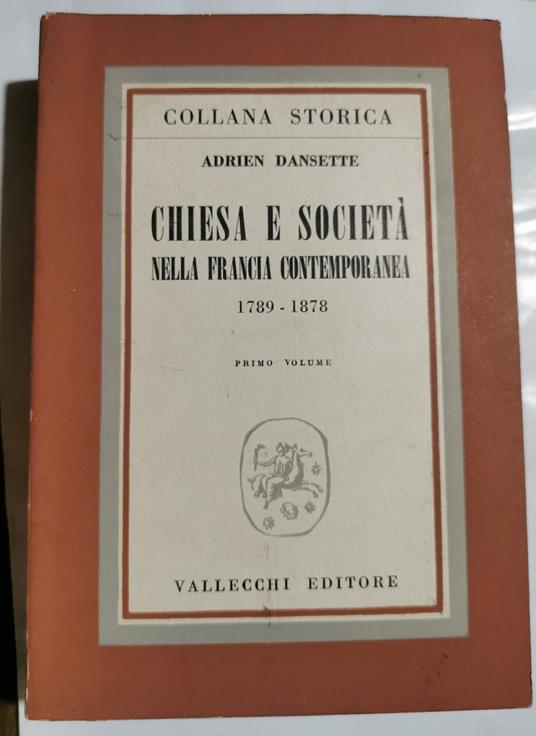 COLLANA STORICA
ADRIEN DANSETTE
CHIESA E SOCIETÀ
NELLA FRANCIA CONTEMPORANEA
1789 - 1878
PRIMO VOLUME
VALLECCHI EDITORE